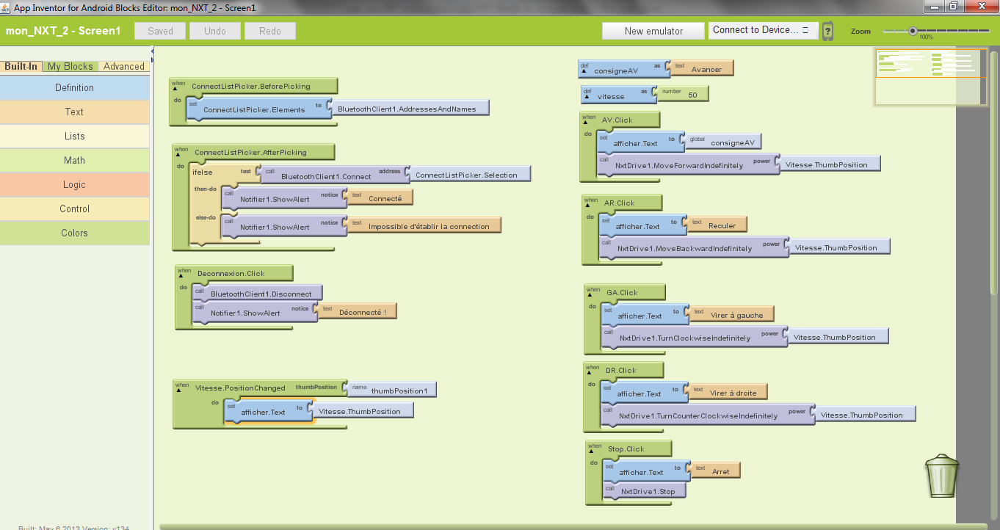 App Inventor for Android Blocks Editor: mon_NXT_2 - Screen1
mon_NXT_2 - Screen1 Saved Undo Redo New emulator Connect to Device... ? Zoom 100%
Built-In My Blocks Advanced
Definition
Text
Lists
Math
Logic
Control
Colors
Built: May 6 2013 Version: v134
when ConnectListPicker.BeforePicking
do set ConnectListPicker.Elements to BluetoothClient1.AddressesAndNames
when ConnectListPicker.AfterPicking
do ifelse test call BluetoothClient1.Connect address ConnectListPicker.Selection
then-do call Notifier1.ShowAlert notice text Connecté
else-do call Notifier1.ShowAlert notice text Impossible d'établir la connection
when Deconnexion.Click
do call BluetoothClient1.Disconnect
call Notifier1.ShowAlert notice text Déconnecté !
when Vitesse.PositionChanged thumbPosition name thumbPosition1
do set afficher.Text to Vitesse.ThumbPosition
def consigneAV as text Avancer
def vitesse as number 50
when AV.Click
do set afficher.Text to global consigneAV
call NxtDrive1.MoveForwardIndefinitely power Vitesse.ThumbPosition
when AR.Click
do set afficher.Text to text Reculer
call NxtDrive1.MoveBackwardIndefinitely power Vitesse.ThumbPosition
when GA.Click
do set afficher.Text to text Virer à gauche
call NxtDrive1.TurnClockwiseIndefinitely power Vitesse.ThumbPosition
when DR.Click
do set afficher.Text to text Virer à droite
call NxtDrive1.TurnCounterClockwiseIndefinitely power Vitesse.ThumbPosition
when Stop.Click
do set afficher.Text to text Arret
call NxtDrive1.Stop